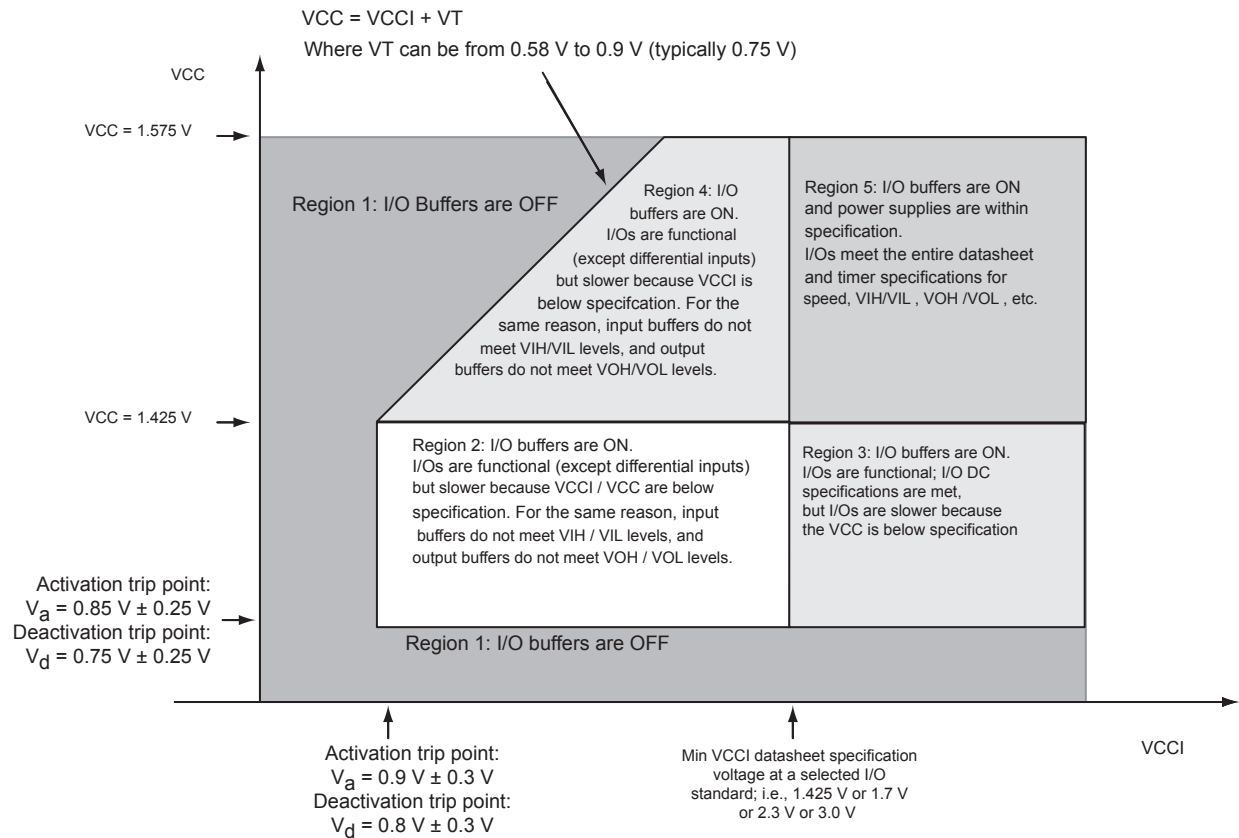 VCC = VCCI + VT
Where VT can be from 0.58 V to 0.9 V (typically 0.75 V)
VCC
VCC = 1.575 V
Region 1: I/O Buffers are OFF
Region 4: I/O
buffers are ON.
I/Os are functional
(except differential inputs)
but slower because VCCI is
below specifcation. For the
same reason, input buffers do not
meet VIH/VIL levels, and output
buffers do not meet VOH/VOL levels.
Region 5: I/O buffers are ON
and power supplies are within
specification.
I/Os meet the entire datasheet
and timer specifications for
speed, VIH/VIL , VOH /VOL , etc.
VCC = 1.425 V
Region 2: I/O buffers are ON.
I/Os are functional (except differential inputs)
but slower because VCCI / VCC are below
specification. For the same reason, input
buffers do not meet VIH / VIL levels, and
output buffers do not meet VOH / VOL levels.
Region 3: I/O buffers are ON.
I/Os are functional; I/O DC
specifications are met,
but I/Os are slower because
the VCC is below specification
Activation trip point:
Va = 0.85 V ± 0.25 V
Deactivation trip point:
Vd = 0.75 V ± 0.25 V
Region 1: I/O buffers are OFF
VCCI
Activation trip point:
Va = 0.9 V ± 0.3 V
Deactivation trip point:
Vd = 0.8 V ± 0.3 V
Min VCCI datasheet specification
voltage at a selected I/O
standard; i.e., 1.425 V or 1.7 V
or 2.3 V or 3.0 V